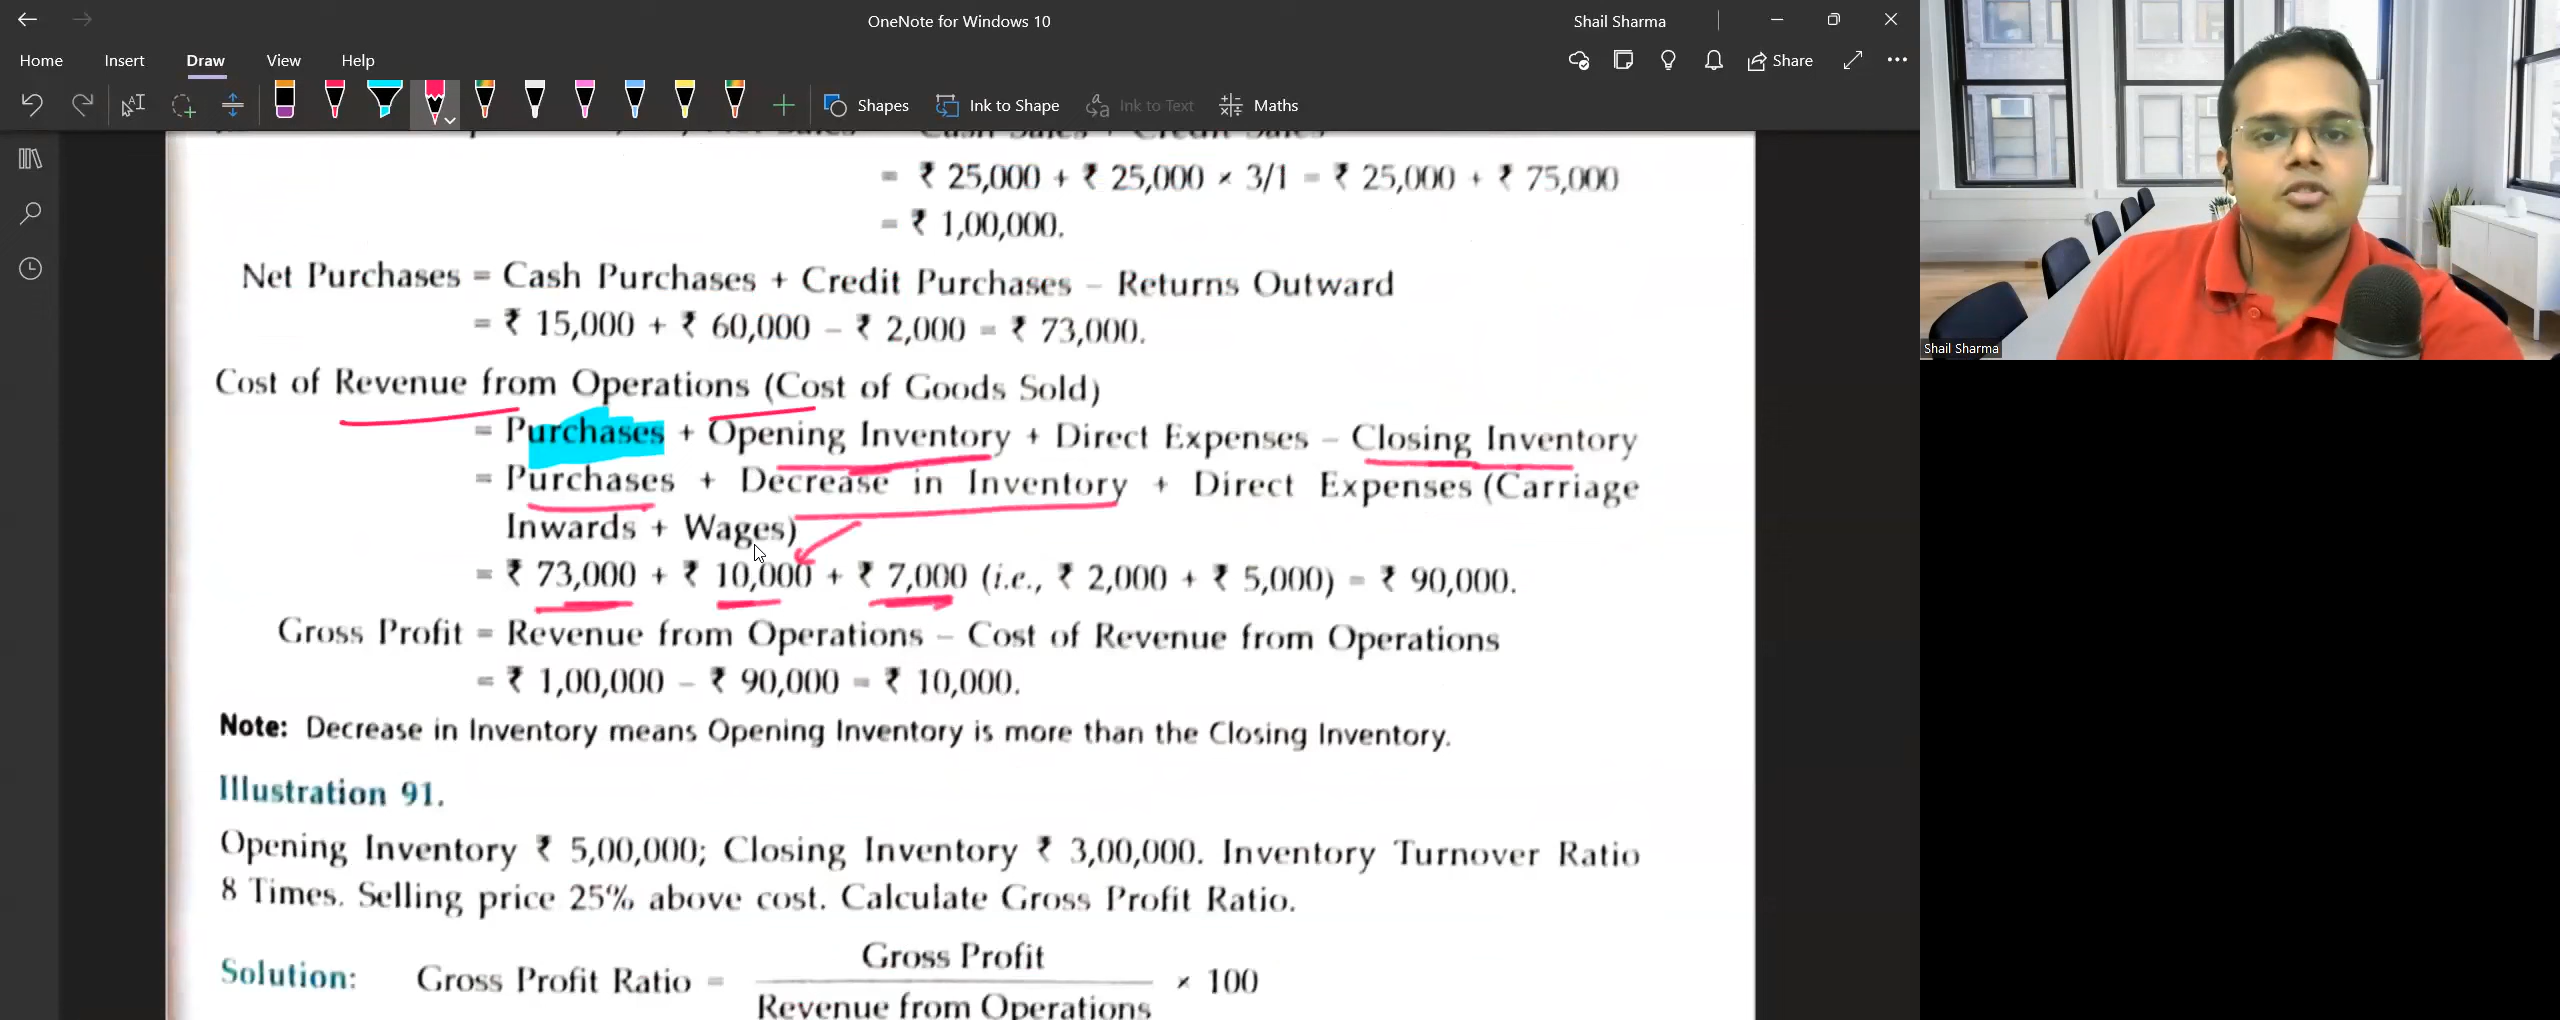 OneNote for Windows 10
Shail Sharma
Home Insert Draw View Help
Share
Shapes Ink to Shape Ink to Text Maths
Cash Sales + Credit Sales
= ₹ 25,000 + ₹ 25,000 × 3/1 = ₹ 25,000 + ₹ 75,000
= ₹ 1,00,000.
Net Purchases = Cash Purchases + Credit Purchases – Returns Outward
= ₹ 15,000 + ₹ 60,000 – ₹ 2,000 = ₹ 73,000.
Cost of Revenue from Operations (Cost of Goods Sold)
= Purchases + Opening Inventory + Direct Expenses – Closing Inventory
= Purchases + Decrease in Inventory + Direct Expenses (Carriage
Inwards + Wages)
= ₹ 73,000 + ₹ 10,000 + ₹ 7,000 (i.e., ₹ 2,000 + ₹ 5,000) = ₹ 90,000.
Gross Profit = Revenue from Operations – Cost of Revenue from Operations
= ₹ 1,00,000 – ₹ 90,000 = ₹ 10,000.
Note: Decrease in Inventory means Opening Inventory is more than the Closing Inventory.
Illustration 91.
Opening Inventory ₹ 5,00,000; Closing Inventory ₹ 3,00,000. Inventory Turnover Ratio
8 Times. Selling price 25% above cost. Calculate Gross Profit Ratio.
Solution: Gross Profit Ratio = Gross Profit
Revenue from Operations × 100
Shail Sharma